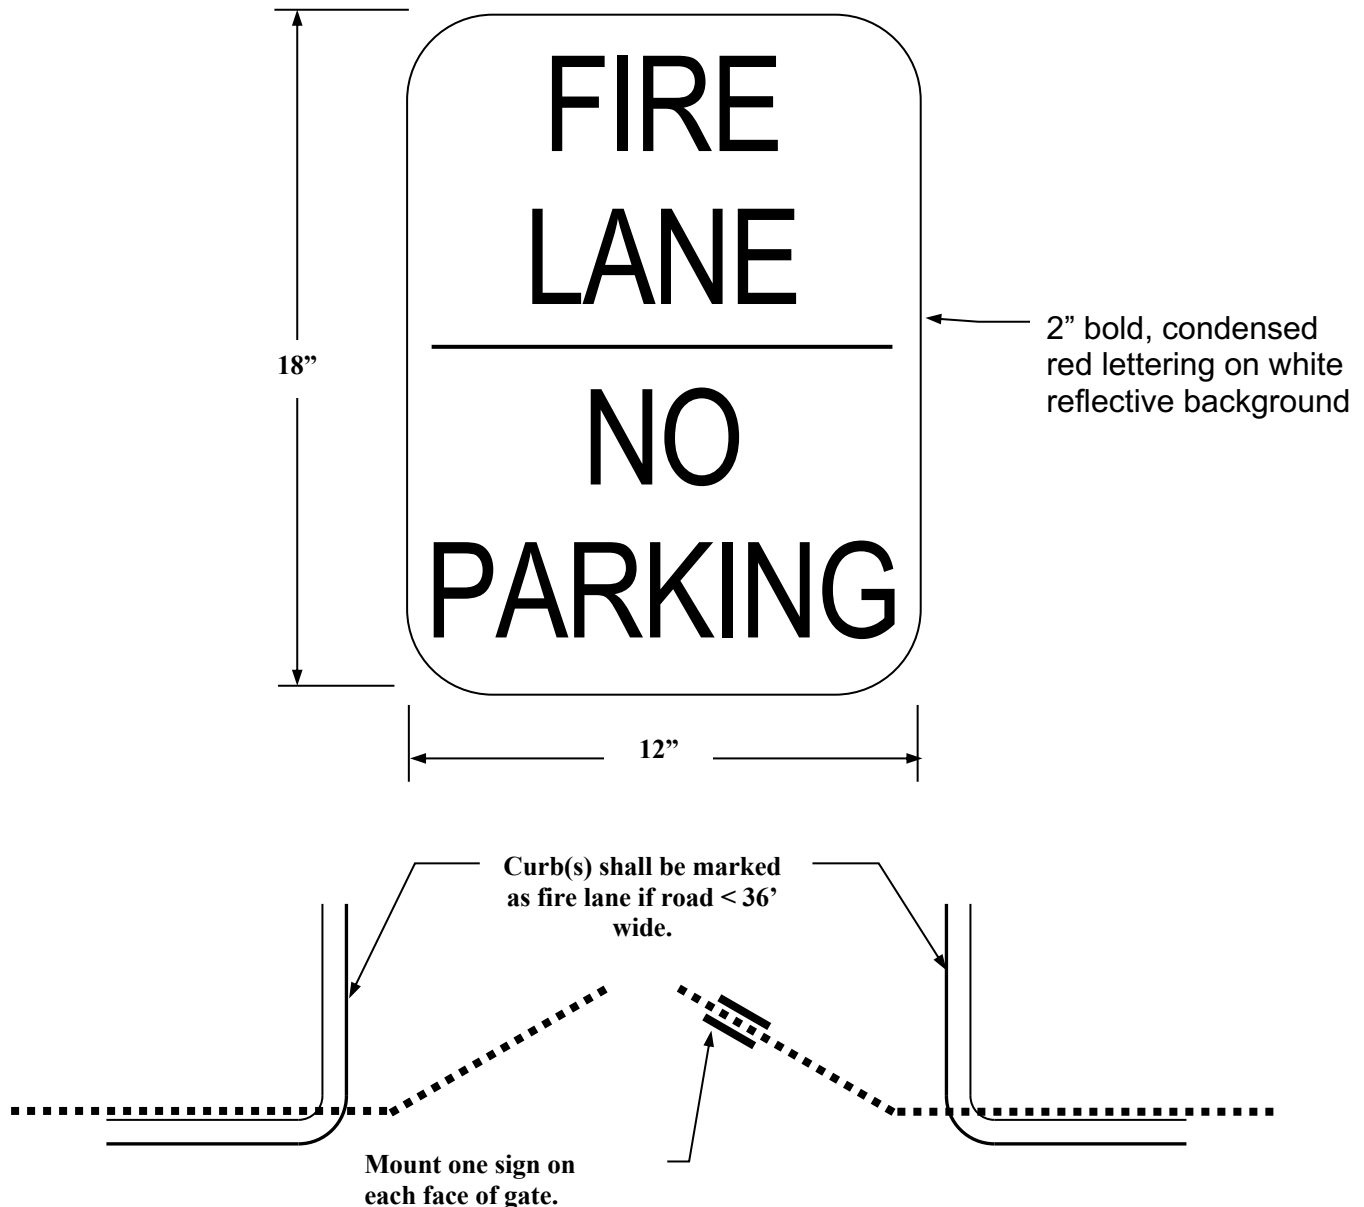 FIRE
LANE
NO
PARKING
18”
2” bold, condensed
red lettering on white
reflective background
12”
Curb(s) shall be marked
as fire lane if road < 36’
wide.
Mount one sign on
each face of gate.